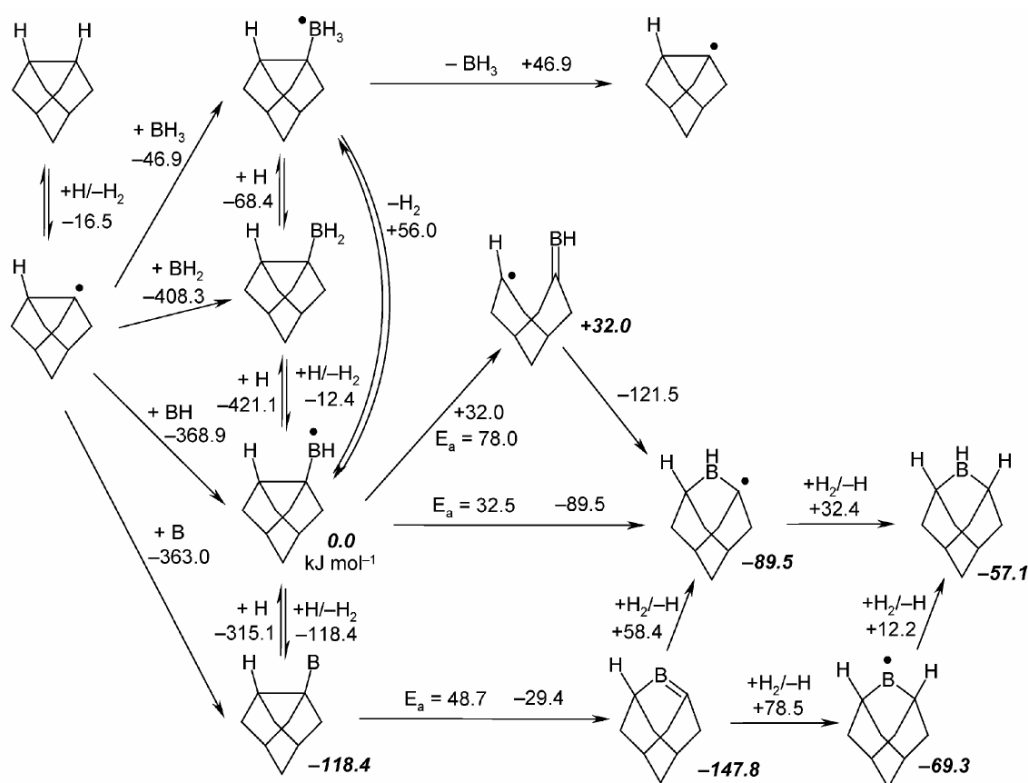 H H
H •BH₃
– BH₃ +46.9
H •
+ BH₃
–46.9
+H/–H₂
–16.5
+ H
–68.4
–H₂
+56.0
H •
+ BH₂
–408.3
H BH₂
H • BH
+32.0
+ H
–421.1
+H/–H₂
–12.4
+ BH
–368.9
+32.0
Eₐ = 78.0
–121.5
H •BH
0.0
kJ mol⁻¹
Eₐ = 32.5 –89.5
H H B •
–89.5
+H₂/–H
+32.4
H H B H
–57.1
+ B
–363.0
+ H
–315.1
+H/–H₂
–118.4
+H₂/–H
+58.4
+H₂/–H
+12.2
H B
–118.4
Eₐ = 48.7 –29.4
H B
–147.8
+H₂/–H
+78.5
H •B H
–69.3